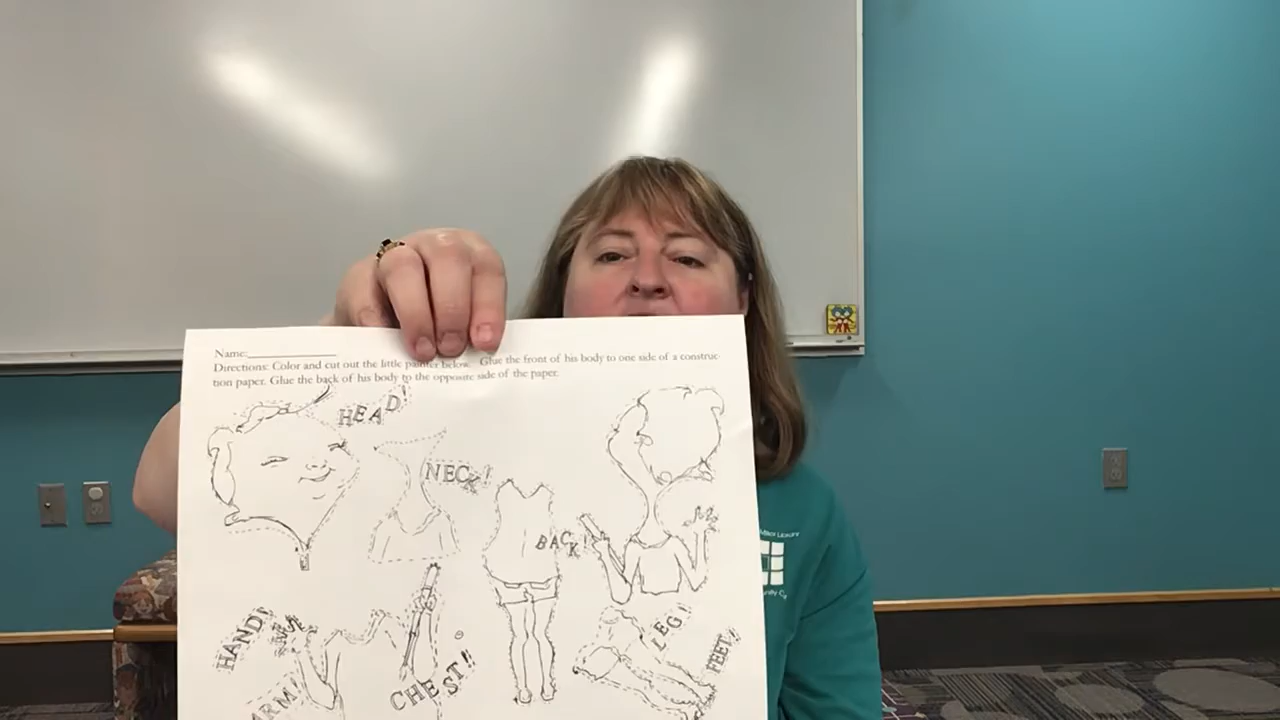 Name:
Directions: Color and cut out the little painter below. Glue the front of his body to one side of a construc-
tion paper. Glue the back of his body to the opposite side of the paper.
HEAD!
NECK!
BACK!
HAND!
LEG!
FEET!!
CHEST!!
ARM!